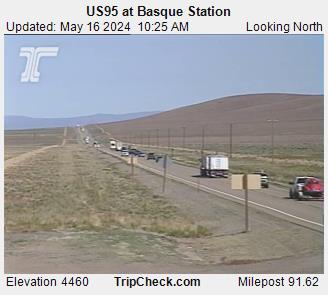 US95 at Basque Station
Updated: May 16 2024 10:25 AM Looking North
Elevation 4460 TripCheck.com Milepost 91.62